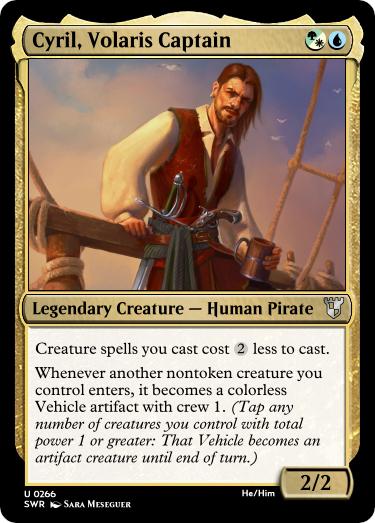 Cyril, Volaris Captain
Legendary Creature — Human Pirate
Creature spells you cast cost 2 less to cast.
Whenever another nontoken creature you
control enters, it becomes a colorless
Vehicle artifact with crew 1. (Tap any
number of creatures you control with total
power 1 or greater: That Vehicle becomes an
artifact creature until end of turn.)
2/2
U 0266
He/Him
SWR Sara Meseguer